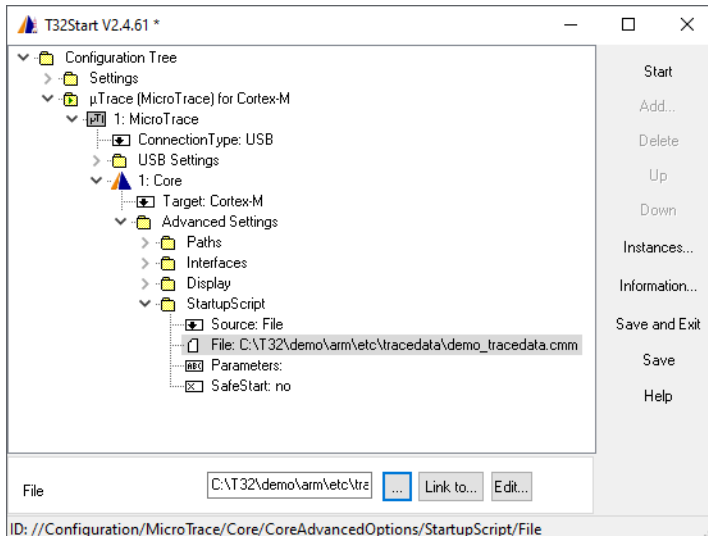 T32Start V2.4.61 *
Configuration Tree
Settings
µTrace (MicroTrace) for Cortex-M
µTI 1: MicroTrace
ConnectionType: USB
USB Settings
1: Core
Target: Cortex-M
Advanced Settings
Paths
Interfaces
Display
StartupScript
Source: File
File: C:\T32\demo\arm\etc\tracedata\demo_tracedata.cmm
ABC Parameters:
SafeStart: no
Start
Add...
Delete
Up
Down
Instances...
Information...
Save and Exit
Save
Help
File C:\T32\demo\arm\etc\tra ... Link to... Edit...
ID: //Configuration/MicroTrace/Core/CoreAdvancedOptions/StartupScript/File